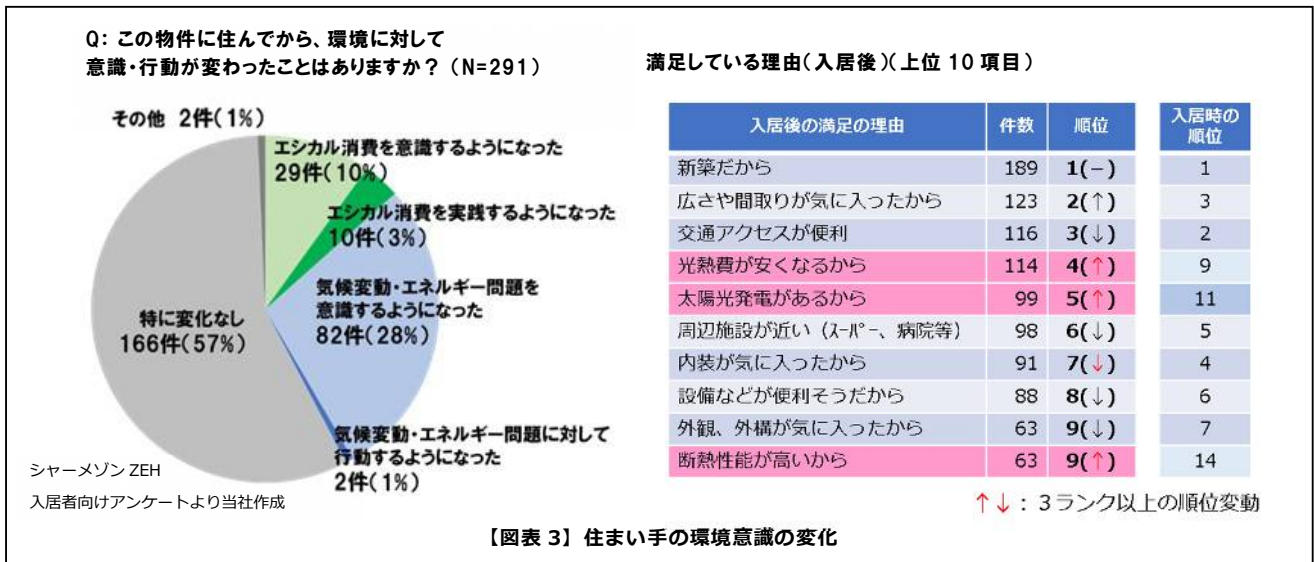 Q: この物件に住んでから、環境に対して
意識・行動が変わったことはありますか? (N=291)
その他 2件(1%)
エシカル消費を意識するようになった
29件(10%)
エシカル消費を実践するようになった
10件(3%)
気候変動・エネルギー問題を
意識するようになった
82件(28%)
特に変化なし
166件(57%)
気候変動・エネルギー問題に対して
行動するようになった
2件(1%)
シャーメゾン ZEH
入居者向けアンケートより当社作成
満足している理由(入居後)(上位 10 項目)
入居後の満足の理由 件数 順位 入居時の順位
新築だから 189 1(-) 1
広さや間取りが気に入ったから 123 2(↑) 3
交通アクセスが便利 116 3(↓) 2
光熱費が安くなるから 114 4(↑) 9
太陽光発電があるから 99 5(↑) 11
周辺施設が近い (スーパー、病院等) 98 6(↓) 5
内装が気に入ったから 91 7(↓) 4
設備などが便利そうだから 88 8(↓) 6
外観、外構が気に入ったから 63 9(↓) 7
断熱性能が高いから 63 9(↑) 14
↑↓:3ランク以上の順位変動
【図表 3】住まい手の環境意識の変化